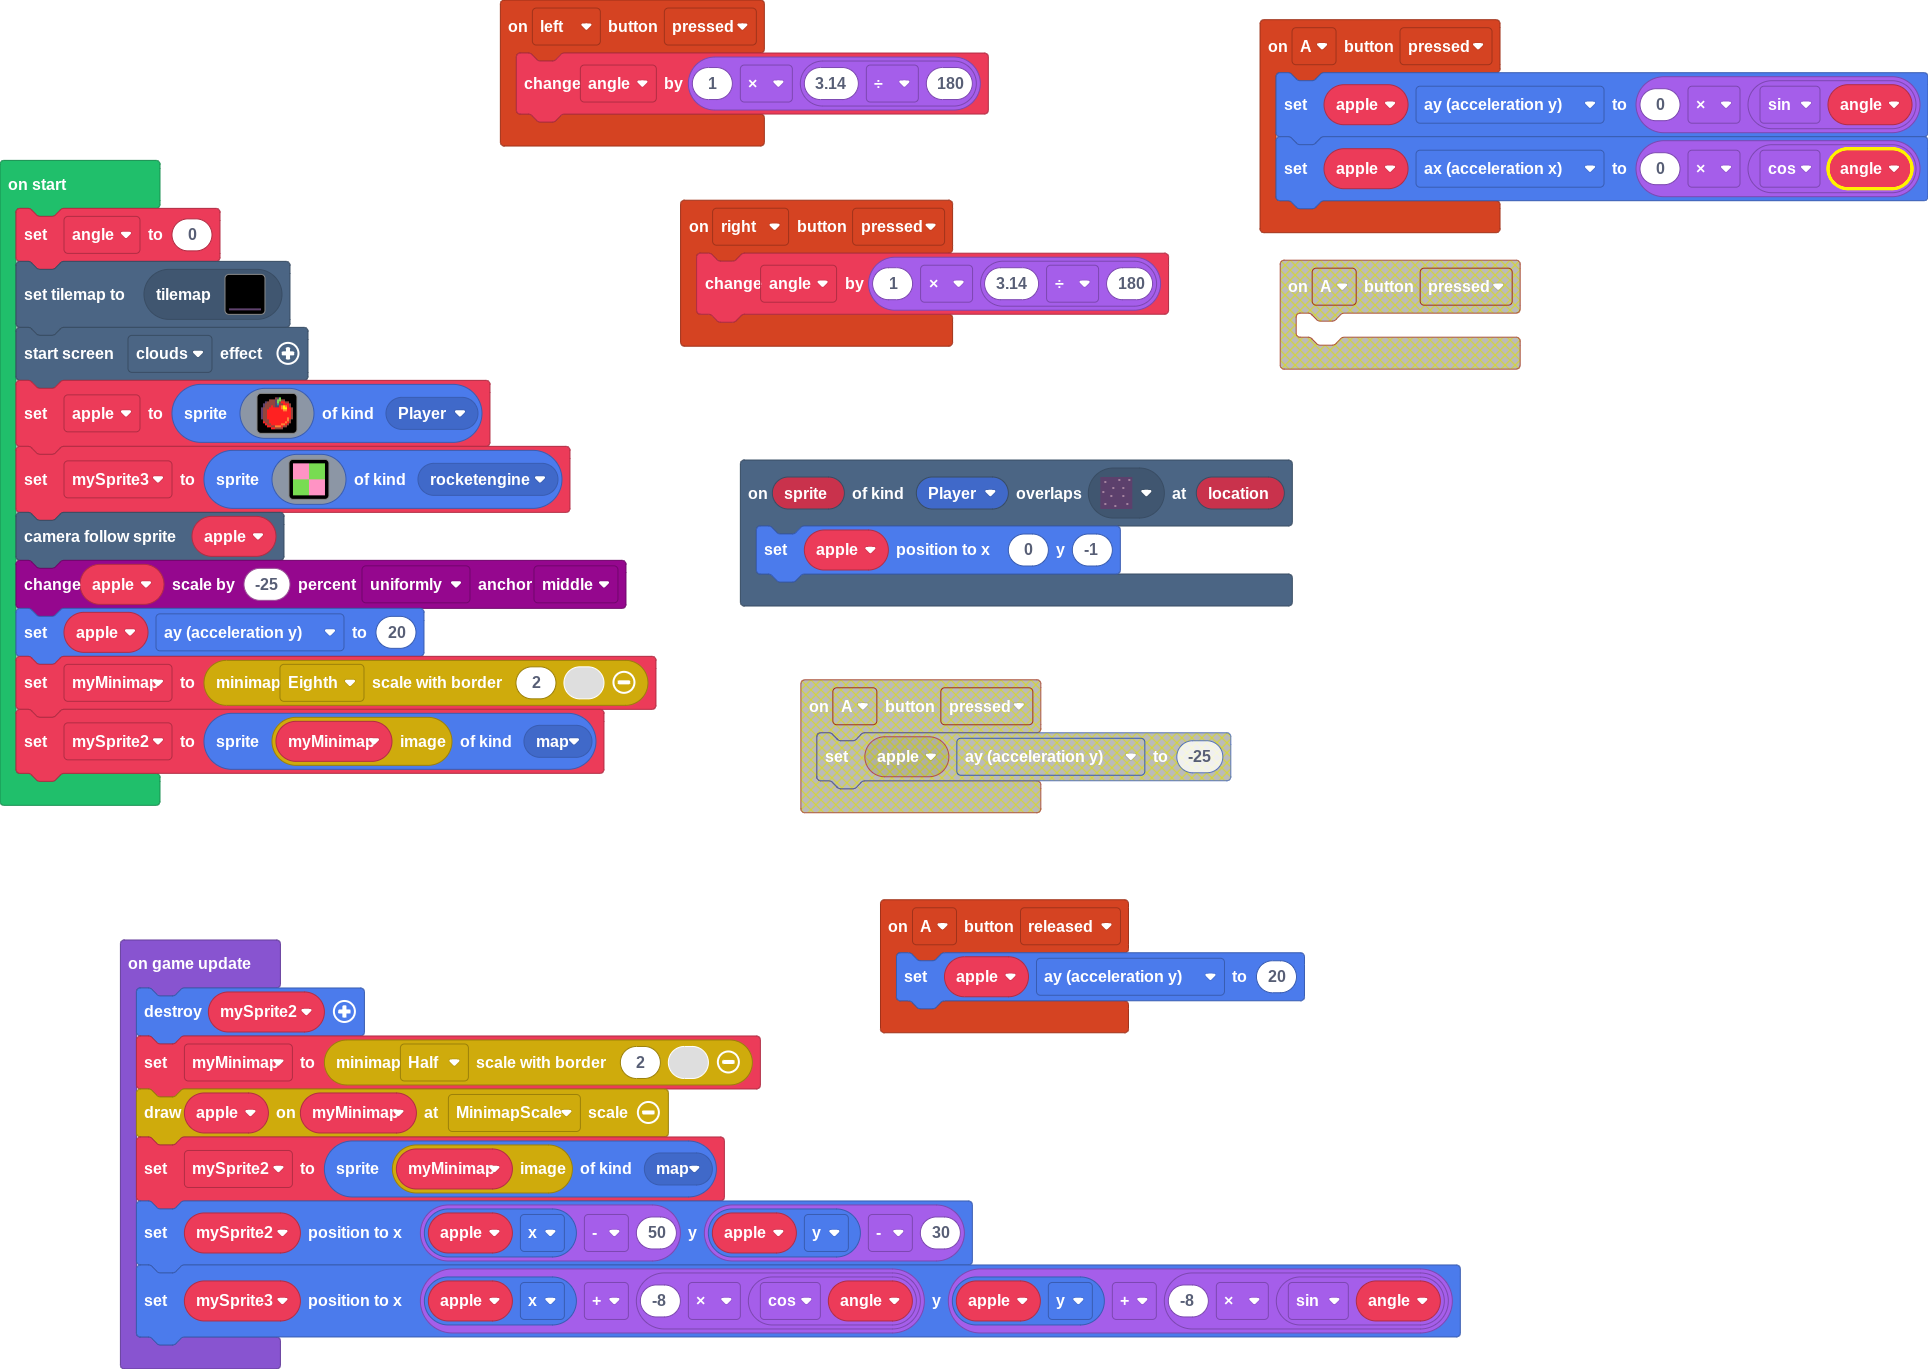 on left button pressed
change angle by 1 × 3.14 ÷ 180
on A button pressed
set apple ay (acceleration y) to 0 × sin angle
set apple ax (acceleration x) to 0 × cos angle
on start
set angle to 0
set tilemap to tilemap
start screen clouds effect
set apple to sprite of kind Player
set mySprite3 to sprite of kind rocketengine
camera follow sprite apple
change apple scale by -25 percent uniformly anchor middle
set apple ay (acceleration y) to 20
set myMinimap to minimap Eighth scale with border 2
set mySprite2 to sprite myMinimap image of kind map
on right button pressed
change angle by 1 × 3.14 ÷ 180
on A button pressed
on sprite of kind Player overlaps at location
set apple position to x 0 y -1
on A button pressed
set apple ay (acceleration y) to -25
on A button released
set apple ay (acceleration y) to 20
on game update
destroy mySprite2
set myMinimap to minimap Half scale with border 2
draw apple on myMinimap at MinimapScale scale
set mySprite2 to sprite myMinimap image of kind map
set mySprite2 position to x apple x - 50 y apple y - 30
set mySprite3 position to x apple x + -8 × cos angle y apple y + -8 × sin angle